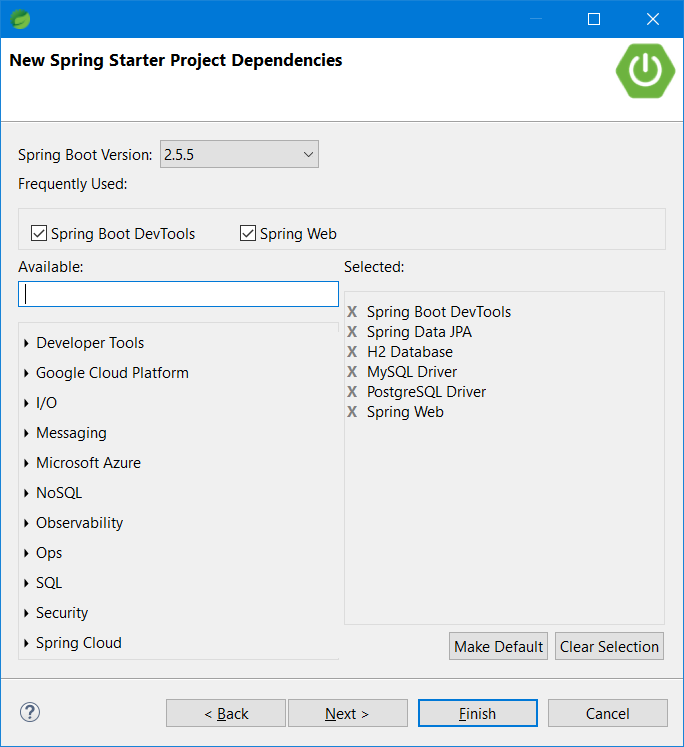 New Spring Starter Project Dependencies
Spring Boot Version: 2.5.5
Frequently Used:
Spring Boot DevTools Spring Web
Available:
Developer Tools
Google Cloud Platform
I/O
Messaging
Microsoft Azure
NoSQL
Observability
Ops
SQL
Security
Spring Cloud
Selected:
X Spring Boot DevTools
X Spring Data JPA
X H2 Database
X MySQL Driver
X PostgreSQL Driver
X Spring Web
Make Default Clear Selection
? < Back Next > Finish Cancel